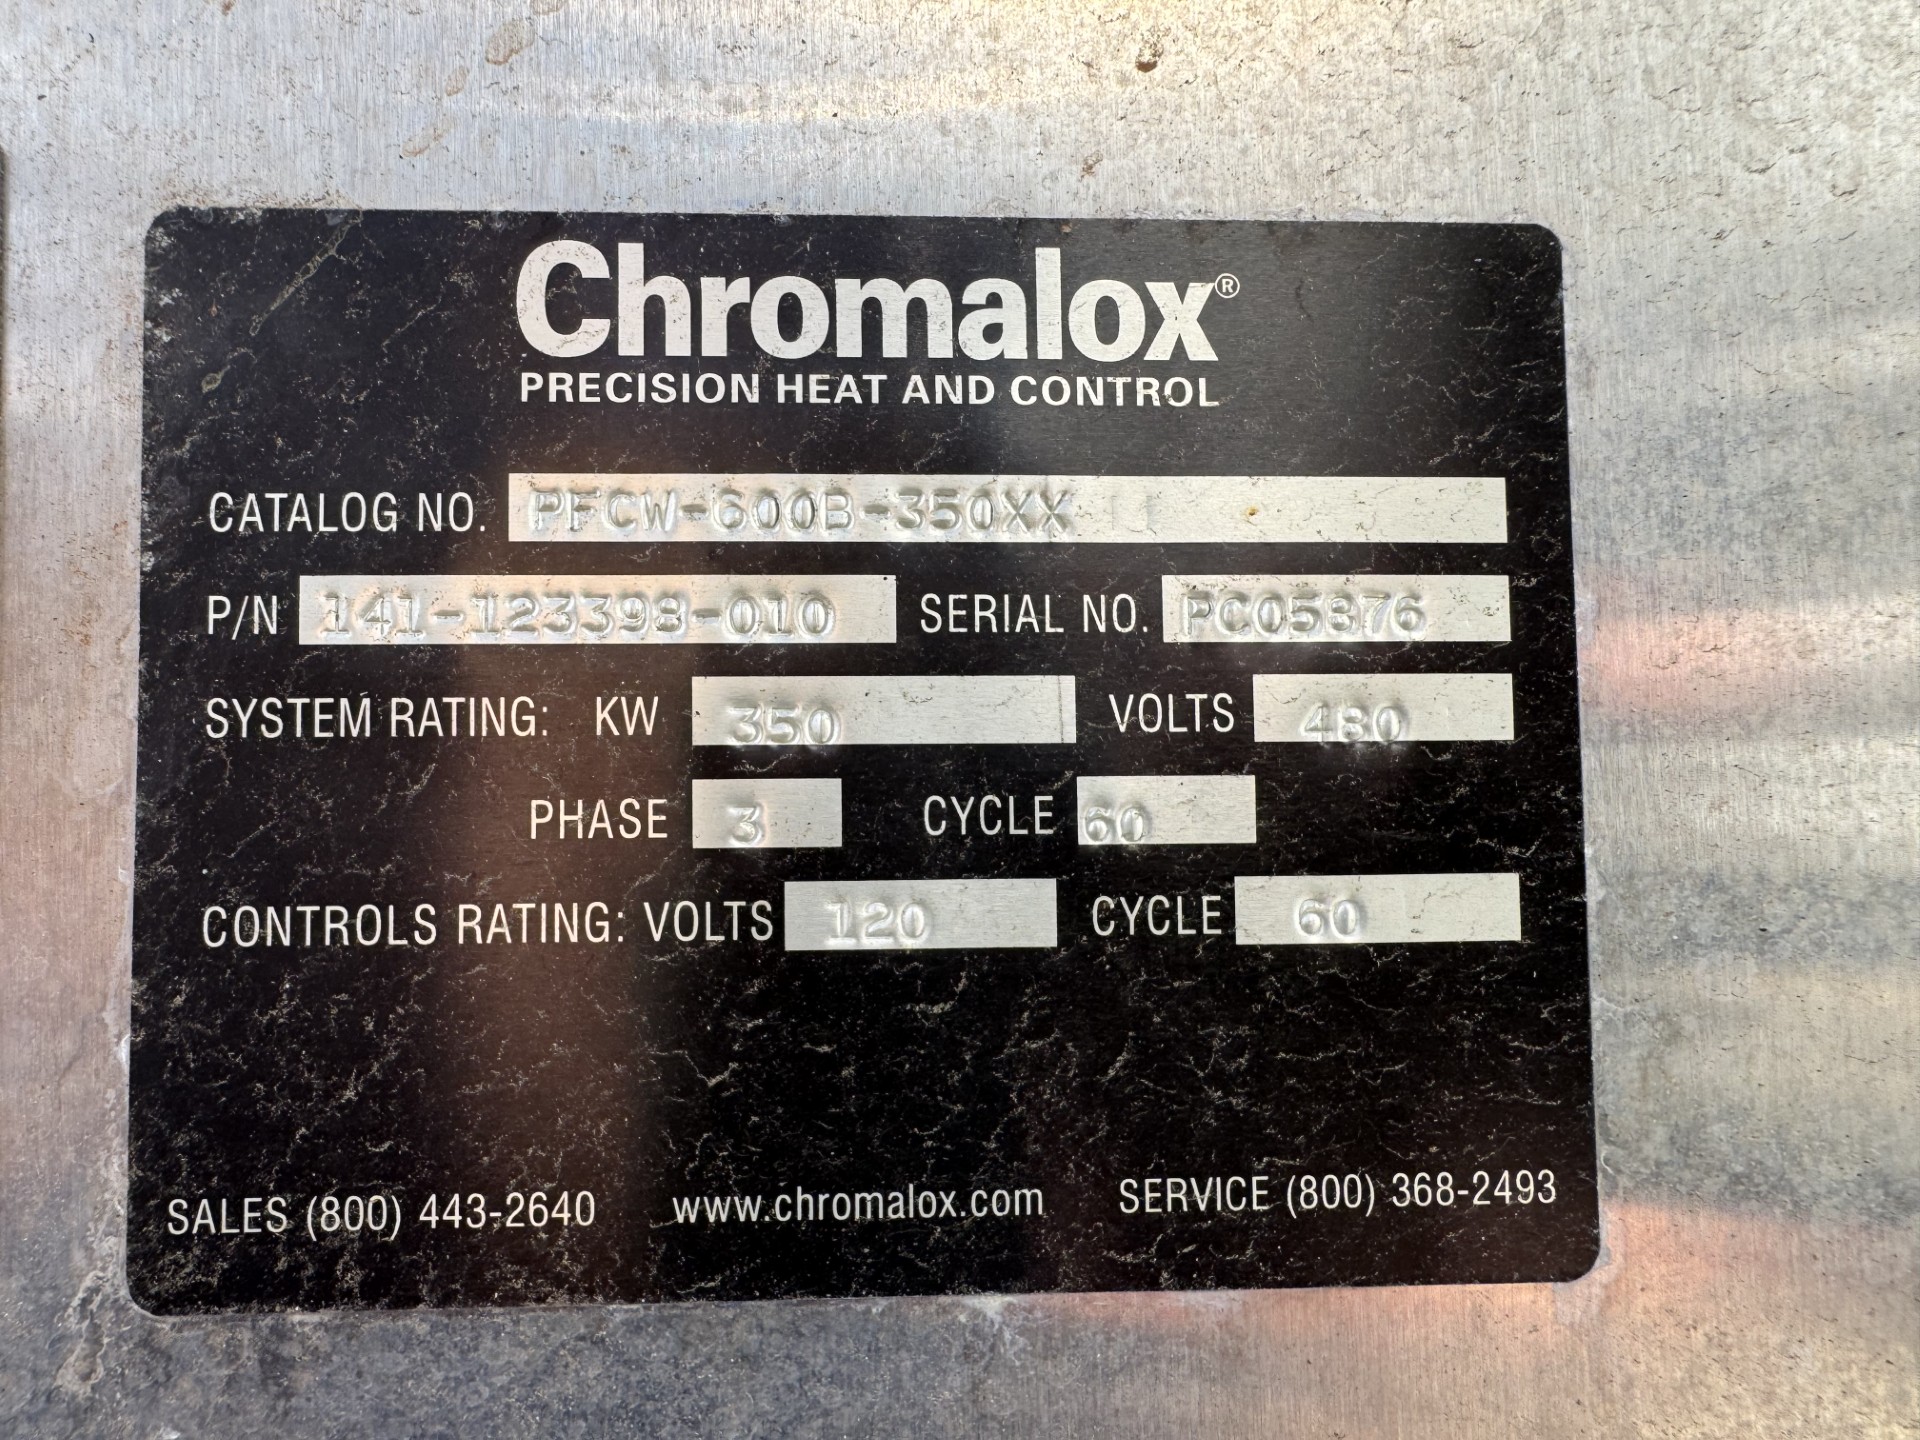 Chromalox®
PRECISION HEAT AND CONTROL
CATALOG NO. PFCW-600B-350XX
P/N 141-123398-010 SERIAL NO. PC05876
SYSTEM RATING: KW 350 VOLTS 480
PHASE 3 CYCLE 60
CONTROLS RATING: VOLTS 120 CYCLE 60
SALES (800) 443-2640 www.chromalox.com SERVICE (800) 368-2493